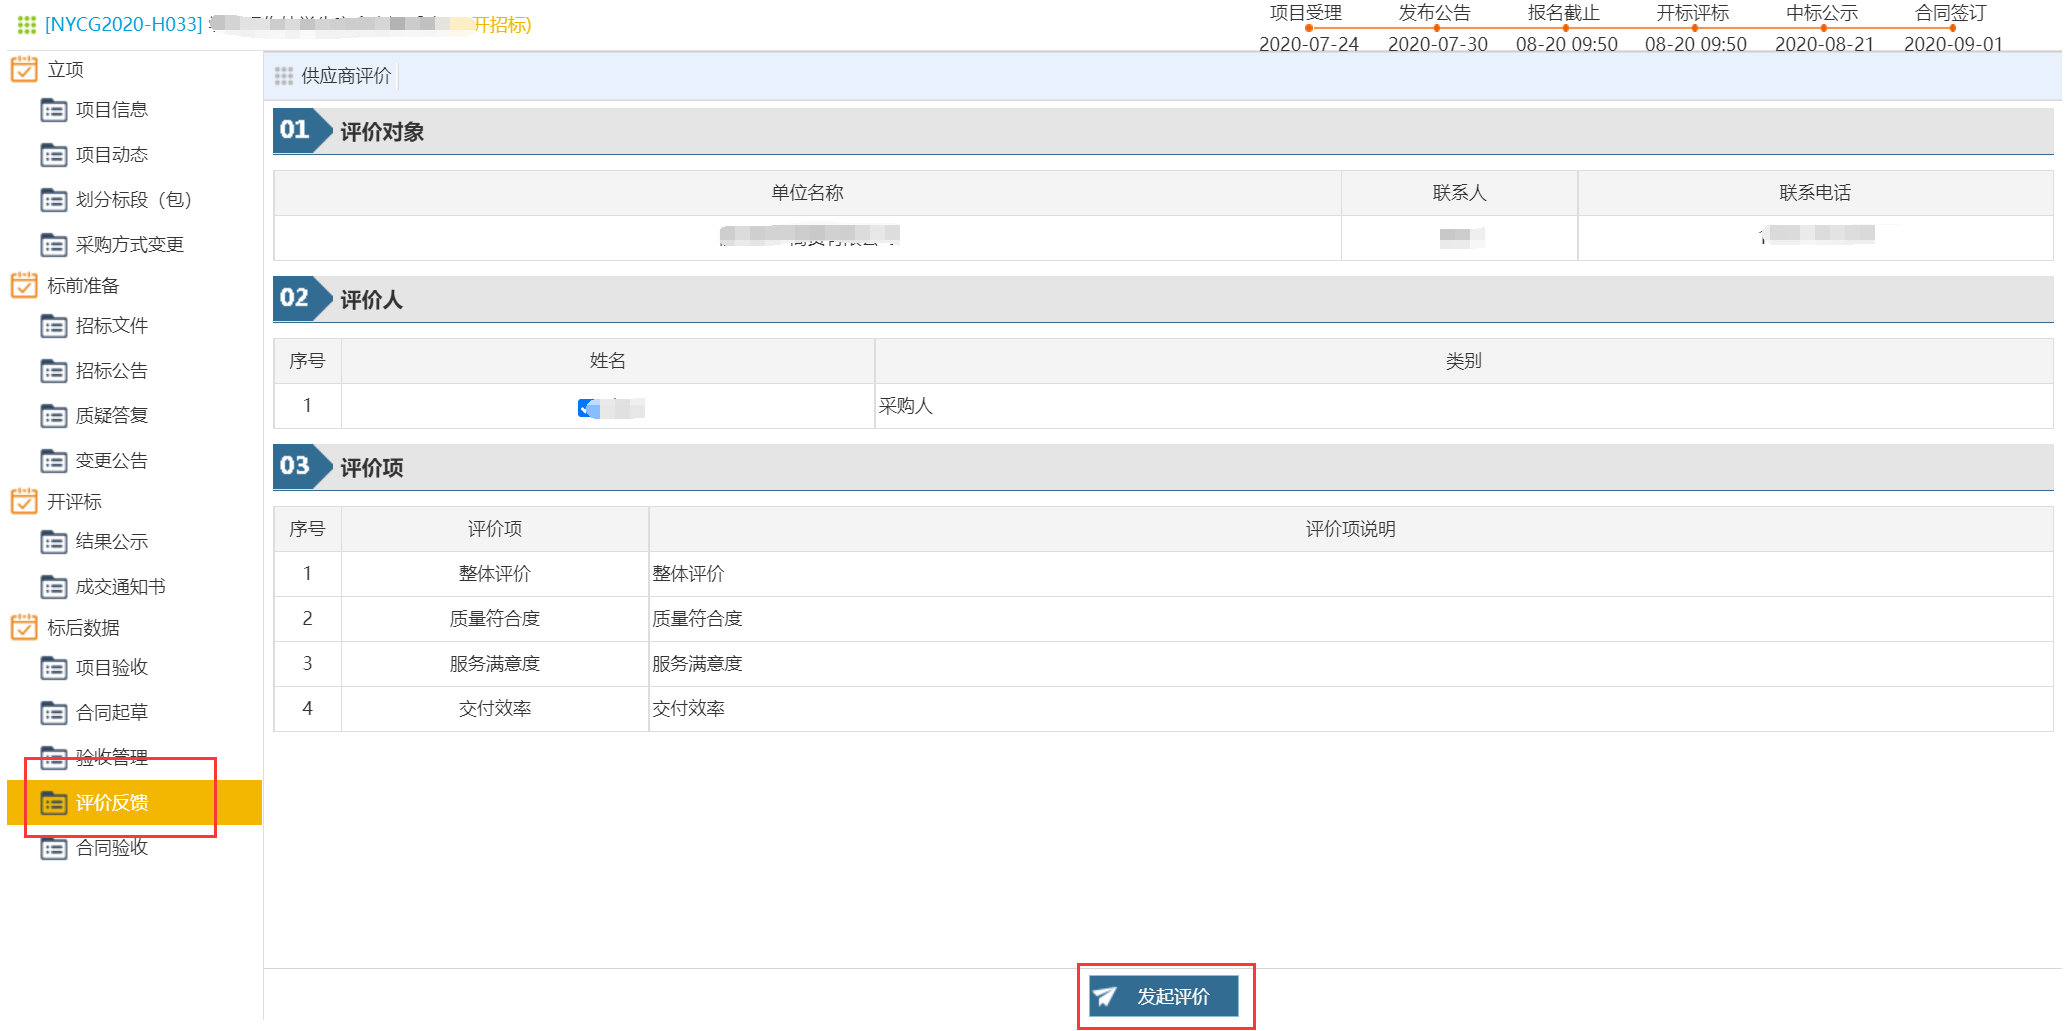 [NYCG2020-H033]
开招标)
项目受理 发布公告 报名截止 开标评标 中标公示 合同签订
2020-07-24 2020-07-30 08-20 09:50 08-20 09:50 2020-08-21 2020-09-01
立项
项目信息
项目动态
划分标段（包）
采购方式变更
标前准备
招标文件
招标公告
质疑答复
变更公告
开评标
结果公示
成交通知书
标后数据
项目验收
合同起草
验收管理
评价反馈
合同验收
供应商评价
01 评价对象
单位名称 联系人 联系电话
02 评价人
序号 姓名 类别
1 采购人
03 评价项
序号 评价项 评价项说明
1 整体评价 整体评价
2 质量符合度 质量符合度
3 服务满意度 服务满意度
4 交付效率 交付效率
发起评价